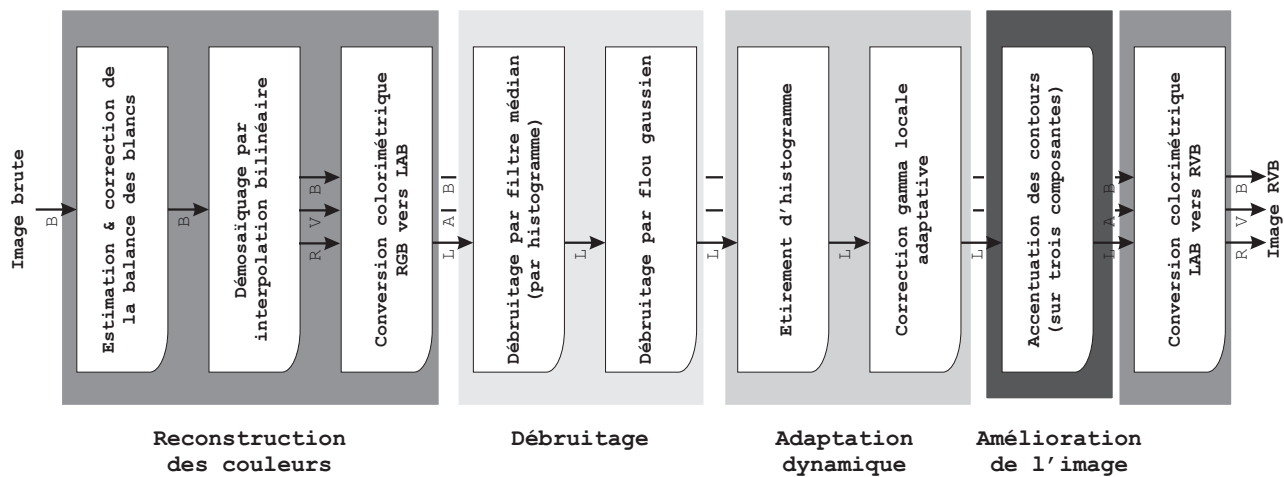 Image brute
B
Estimation & correction de
la balance des blancs
B
Démosaïquage par
interpolation bilinéaire
R V B
Conversion colorimétrique
RGB vers LAB
L A B
Débruitage par filtre médian
(par histogramme)
L
Débruitage par flou gaussien
L
Etirement d'histogramme
L
Correction gamma locale
adaptative
L
Accentuation des contours
(sur trois composantes)
L A B
Conversion colorimétrique
LAB vers RVB
R V B
Image RVB
Reconstruction
des couleurs
Débruitage
Adaptation
dynamique
Amélioration
de l'image